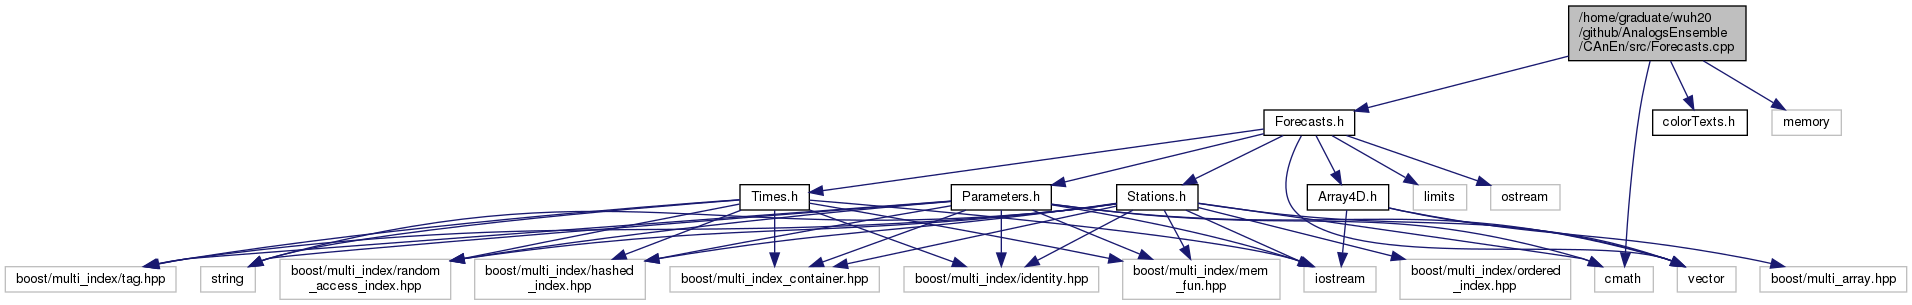 /home/graduate/wuh20
/github/AnalogsEnsemble
/CAnEn/src/Forecasts.cpp
Forecasts.h
colorTexts.h
memory
Times.h
Parameters.h
Stations.h
Array4D.h
limits
ostream
boost/multi_index/tag.hpp
string
boost/multi_index/random
_access_index.hpp
boost/multi_index/hashed
_index.hpp
boost/multi_index_container.hpp
boost/multi_index/identity.hpp
boost/multi_index/mem
_fun.hpp
iostream
boost/multi_index/ordered
_index.hpp
cmath
vector
boost/multi_array.hpp